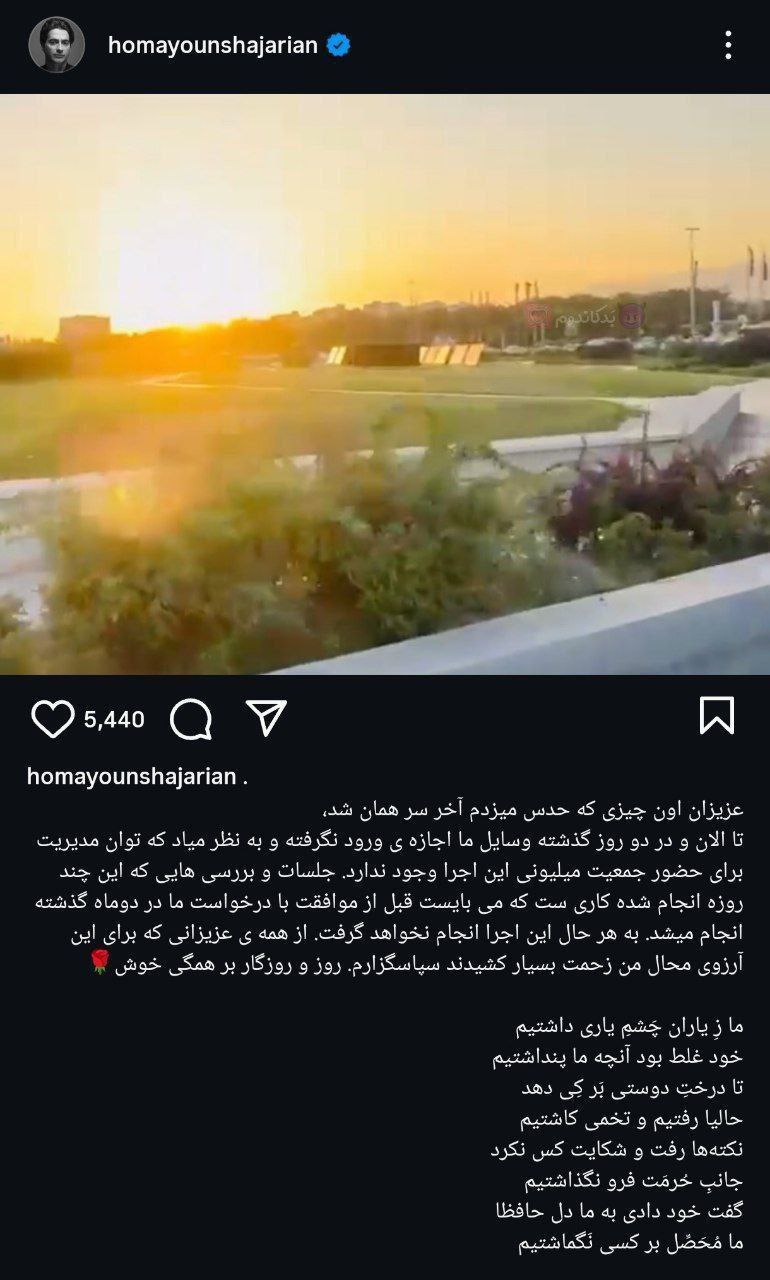 homayounshajarian
یُدکاندوم
5,440
homayounshajarian .
عزیزان اون چیزی که حدس میزدم آخر سر همان شد،
تا الان و در دو روز گذشته وسایل ما اجازه ی ورود نگرفته و به نظر میاد که توان مدیریت
برای حضور جمعیت میلیونی این اجرا وجود ندارد. جلسات و بررسی هایی که این چند
روزه انجام شده کاری ست که می بایست قبل از موافقت با درخواست ما در دوماه گذشته
انجام میشد. به هر حال این اجرا انجام نخواهد گرفت. از همه ی عزیزانی که برای این
آرزوی محال من زحمت بسیار کشیدند سپاسگزارم. روز و روزگار بر همگی خوش🌹
ما زِ یاران چَشمِ یاری داشتیم
خود غلط بود آنچه ما پنداشتیم
تا درختِ دوستی بَر کِی دهد
حالیا رفتیم و تخمی کاشتیم
نکته‌ها رفت و شکایت کس نکرد
جانبِ حُرمَت فرو نگذاشتیم
گفت خود دادی به ما دل حافظا
ما مُحَصِّل بر کسی نَگماشتیم